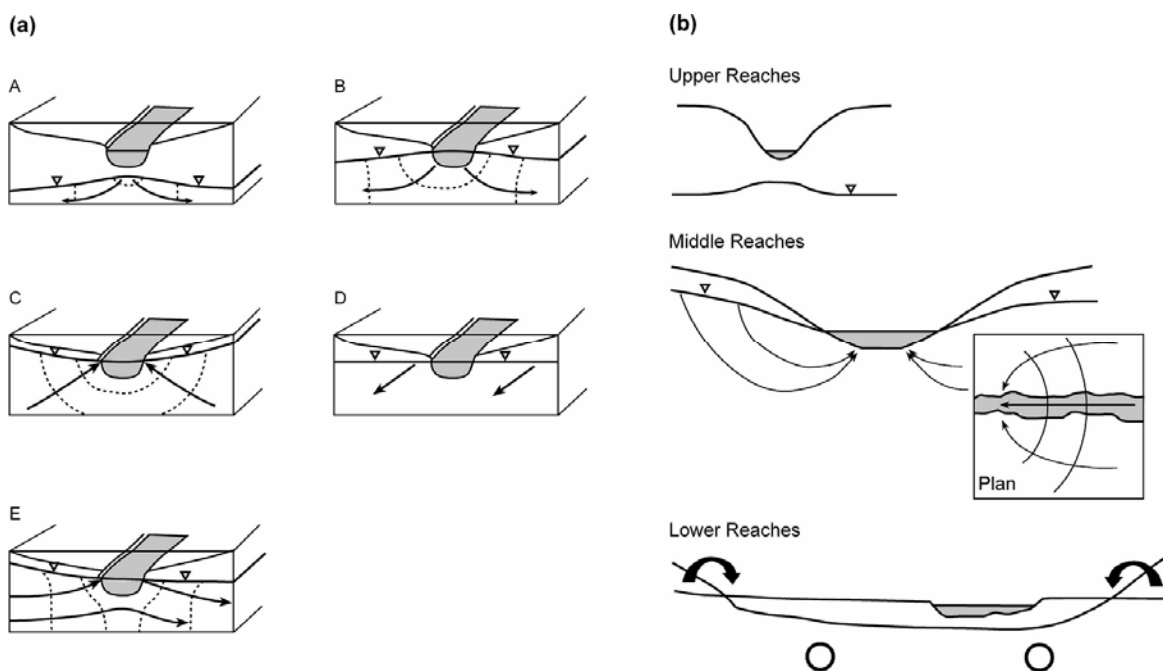 (a)
A
B
C
D
E
(b)
Upper Reaches
Middle Reaches
Plan
Lower Reaches